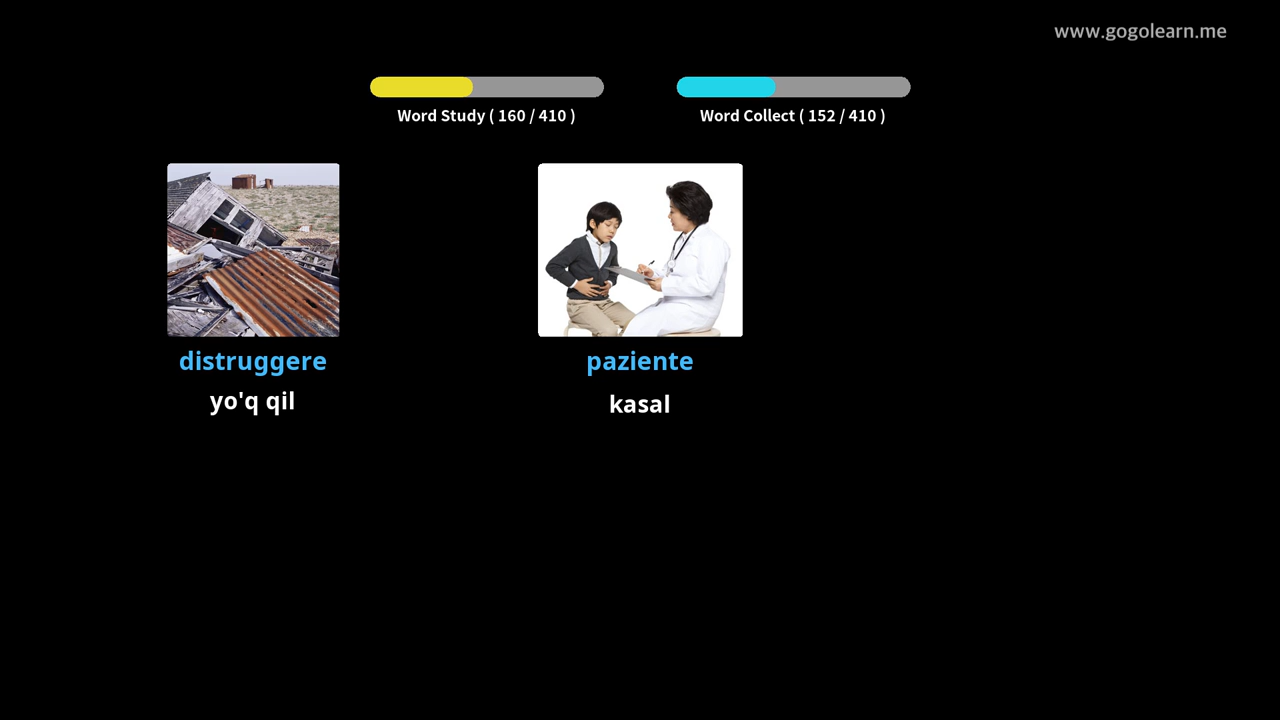 www.gogolearn.me
Word Study ( 160 / 410 )
Word Collect ( 152 / 410 )
distruggere
yo'q qil
paziente
kasal